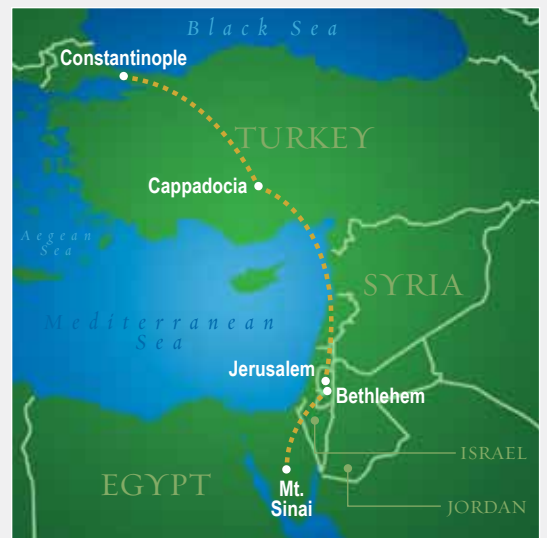 Black Sea
Constantinople
TURKEY
Cappadocia
Aegean
Sea
SYRIA
Mediterranean
Sea
Jerusalem
Bethlehem
ISRAEL
EGYPT
Mt.
Sinai
JORDAN